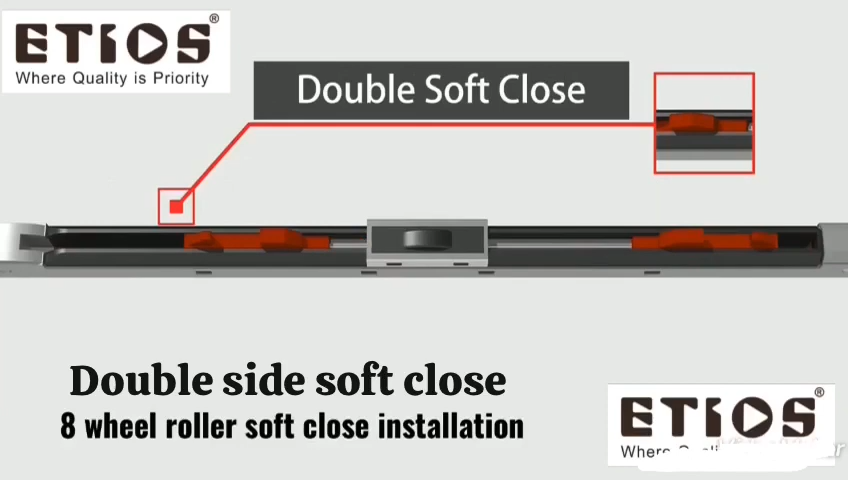 ETIOS®
Where Quality is Priority
Double Soft Close
Double side soft close
8 wheel roller soft close installation
ETIOS®
Where